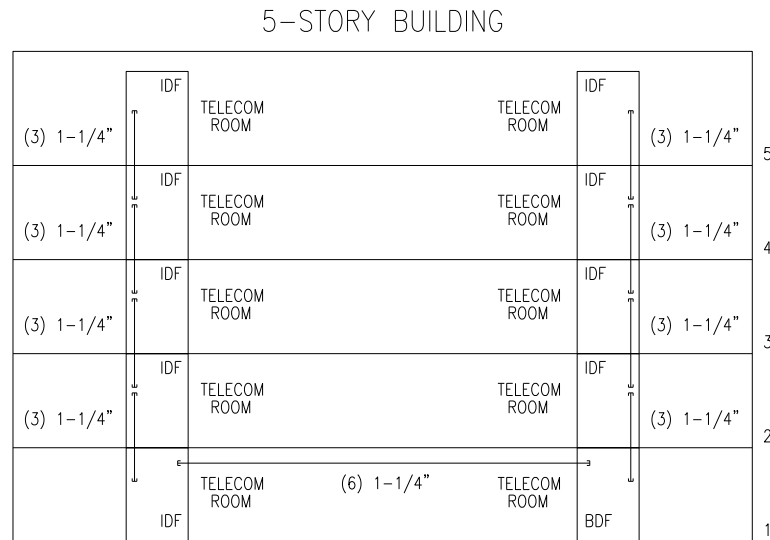 5-STORY BUILDING
IDF
TELECOM
ROOM
(3) 1-1/4"
TELECOM
ROOM
IDF
(3) 1-1/4"
5
IDF
TELECOM
ROOM
(3) 1-1/4"
TELECOM
ROOM
IDF
(3) 1-1/4"
4
IDF
TELECOM
ROOM
(3) 1-1/4"
TELECOM
ROOM
IDF
(3) 1-1/4"
3
IDF
TELECOM
ROOM
(3) 1-1/4"
TELECOM
ROOM
IDF
(3) 1-1/4"
2
TELECOM
ROOM
IDF
(6) 1-1/4"
TELECOM
ROOM
BDF
1